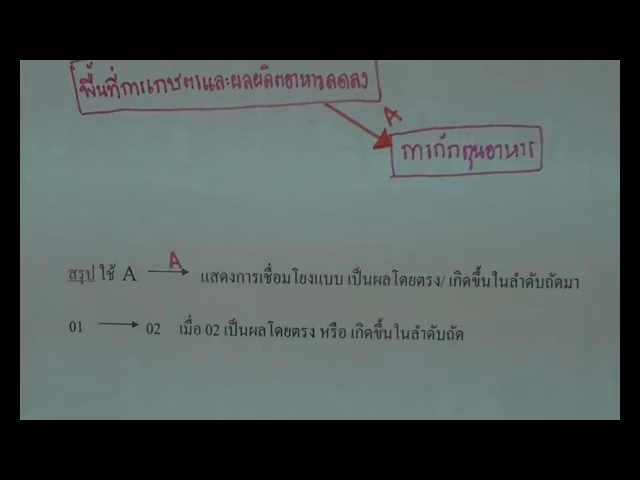 พื้นที่การเกษตรและผลผลิตอาหารลดลง
A
การกักตุนอาหาร
A
สรุป ใช้ A แสดงการเชื่อมโยงแบบ เป็นผลโดยตรง/ เกิดขึ้นในลำดับถัดมา
01 02 เมื่อ 02 เป็นผลโดยตรง หรือ เกิดขึ้นในลำดับถัด